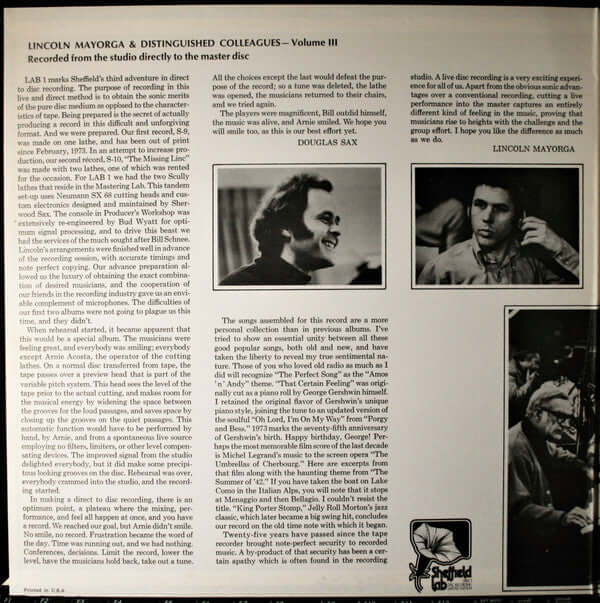 LINCOLN MAYORGA & DISTINGUISHED COLLEAGUES—Volume III
Recorded from the studio directly to the master disc
LAB 1 marks Sheffield's third adventure in direct
to disc recording. The purpose of recording in this
live and direct method is to obtain the sonic merits
of the pure disc medium as opposed to the character-
istics of tape. Being prepared is the secret of actually
producing a record in this difficult and unforgiving
format. And we were prepared. Our first record, S-9,
was made on one lathe, and has been out of print
since February, 1973. In an attempt to increase pro-
duction, our second record, S-10, "The Missing Linc"
was made with two lathes, one of which was rented
for the occasion. For LAB 1 we had the two Scully
lathes that reside in the Mastering Lab. This tandem
set-up uses Neumann SX 68 cutting heads and cus-
tom electronics designed and maintained by Sher-
wood Sax. The console in Producer's Workshop was
extensively re-engineered by Bud Wyatt for op-
timum signal processing, and to drive this beast we
had the services of the much sought after Bill Schnee.
Lincoln's arrangements were finished well in advance
of the recording session, with accurate timings and
note perfect copying. Our advance preparation al-
lowed us the luxury of obtaining the exact combina-
tion of desired musicians, and the cooperation of
our friends in the recording industry gave us an envi-
able complement of microphones. The difficulties of
our first two albums were not going to plague us this
time, and they didn't.
When rehearsal started, it became apparent that
this would be a special album. The musicians were
feeling great, and everybody was smiling; everybody
except Arnie Acosta, the operator of the cutting
lathes. On a normal disc transferred from tape, the
tape passes over a preview head that is part of the
variable pitch system. This head sees the level of the
tape prior to the actual cutting, and makes room for
the musical energy by widening the space between
the grooves for the loud passages, and saves space by
closing up the grooves on the quiet passages. This
automatic function would have to be performed by
hand, by Arnie, and from a spontaneous live source
employing no filters, limiters, or other level compen-
sating devices. The improved signal from the studio
delighted everybody, but it did make some precipi-
tous looking grooves on the disc. Rehearsal was over,
everybody crammed into the studio, and the record-
ing started.
In making a direct to disc recording, there is an
optimum point, a plateau where the mixing, per-
formance, and feel all happen at once, and you have
a record. We reached our goal, but Arnie didn't smile.
No smile, no record. Frustration became the word of
the day. Time was running out, and we had nothing.
Conferences, decisions. Limit the record, lower the
level, have the musicians hold back, take out a tune.
All the choices except the last would defeat the pur-
pose of the record; so a tune was deleted, the lathe
was opened, the musicians returned to their chairs,
and we tried again.
The players were magnificent, Bill outdid himself,
the music was alive, and Arnie smiled. We hope you
will smile too, as this is our best effort yet.
DOUGLAS SAX
The songs assembled for this record are a more
personal collection than in previous albums. I've
tried to show an essential unity between all these
good popular songs, both old and new, and have
taken the liberty to reveal my true sentimental na-
ture. Those of you who loved old radio as much as I
did will recognize "The Perfect Song" as the "Amos
'n' Andy" theme. "That Certain Feeling" was origi-
nally cut as a piano roll by George Gershwin himself.
I retained the original flavor of Gershwin's unique
piano style, joining the tune to an updated version of
the soulful "Oh Lord, I'm On My Way" from "Porgy
and Bess." 1973 marks the seventy-fifth anniversary
of Gershwin's birth. Happy birthday, George! Per-
haps the most memorable film score of the last decade
is Michel Legrand's music to the screen opera "The
Umbrellas of Cherbourg." Here are excerpts from
that film along with the haunting theme from "The
Summer of '42." If you have taken the boat on Lake
Como in the Italian Alps, you will note that it stops
at Menaggio and then Bellagio. I couldn't resist the
title. "King Porter Stomp," Jelly Roll Morton's jazz
classic, which later became a big swing hit, concludes
our record on the old time note with which it began.
Twenty-five years have passed since the tape
recorder brought note-perfect security to recorded
music. A by-product of that security has been a cer-
tain apathy which is often found in the recording
studio. A live disc recording is a very exciting experi-
ence for all of us. Apart from the obvious sonic advan-
tages over a conventional recording, cutting a live
performance into the master captures an entirely
different kind of feeling in the music, proving that
musicians rise to heights with the challenge and the
group effort. I hope you like the difference as much
as we do.
LINCOLN MAYORGA
Sheffield
Lab
Printed in U.S.A.